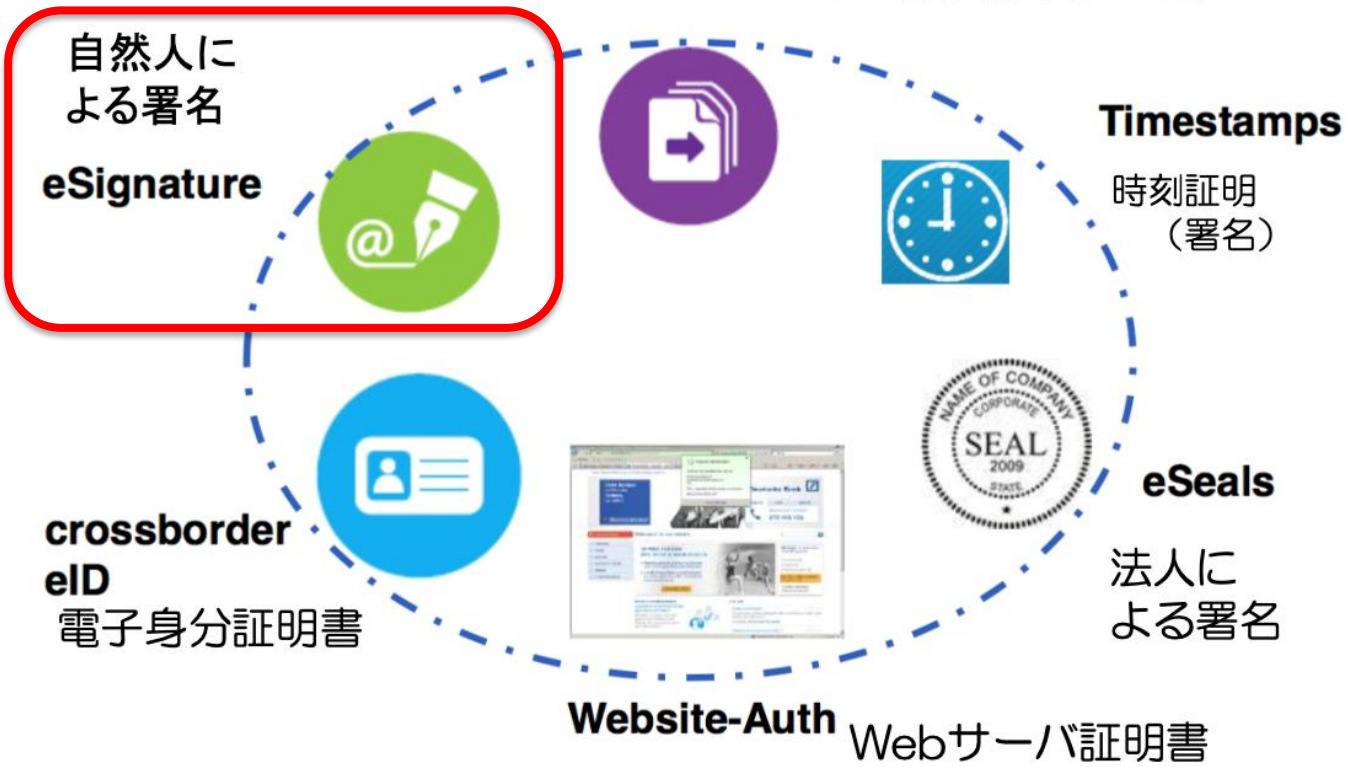 自然人に
よる署名
eSignature
@
Timestamps
時刻証明
（署名）
NAME OF COMPANY
CORPORATE
SEAL
2009
STATE
eSeals
法人に
よる署名
crossborder
eID
電子身分証明書
Website-Auth
Webサーバ証明書